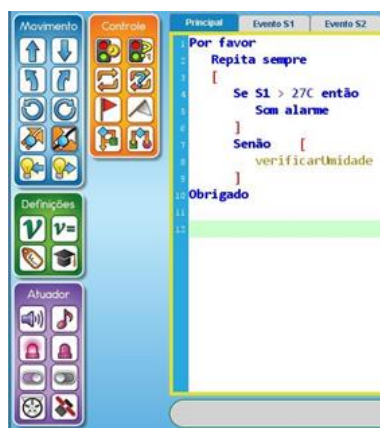 Movimento
Controle
Definições
V V=
Atuador
Principal Evento S1 Evento S2
1 Por favor
2 Repita sempre
3 [
4 Se S1 > 27C então
5 Som alarme
6 ]
7 Senão [
8 verificarUmidade
9 ]
10 Obrigado
11
12